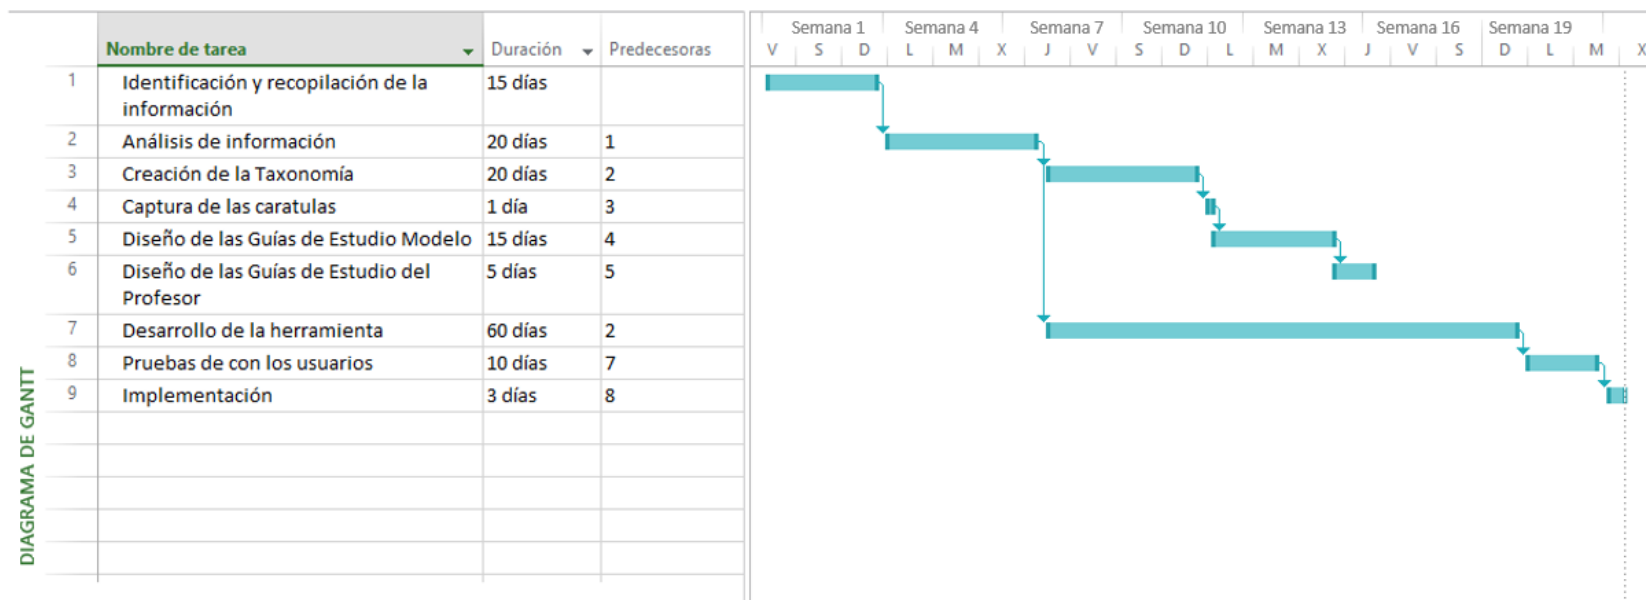 Semana 1 Semana 4 Semana 7 Semana 10 Semana 13 Semana 16 Semana 19
Nombre de tarea Duración Predecesoras V S D L M X J V S D L M X J V S D L M X
1 Identificación y recopilación de la 15 días
información
2 Análisis de información 20 días 1
3 Creación de la Taxonomía 20 días 2
4 Captura de las caratulas 1 día 3
5 Diseño de las Guías de Estudio Modelo 15 días 4
6 Diseño de las Guías de Estudio del 5 días 5
Profesor
7 Desarrollo de la herramienta 60 días 2
8 Pruebas de con los usuarios 10 días 7
9 Implementación 3 días 8
DIAGRAMA DE GANTT